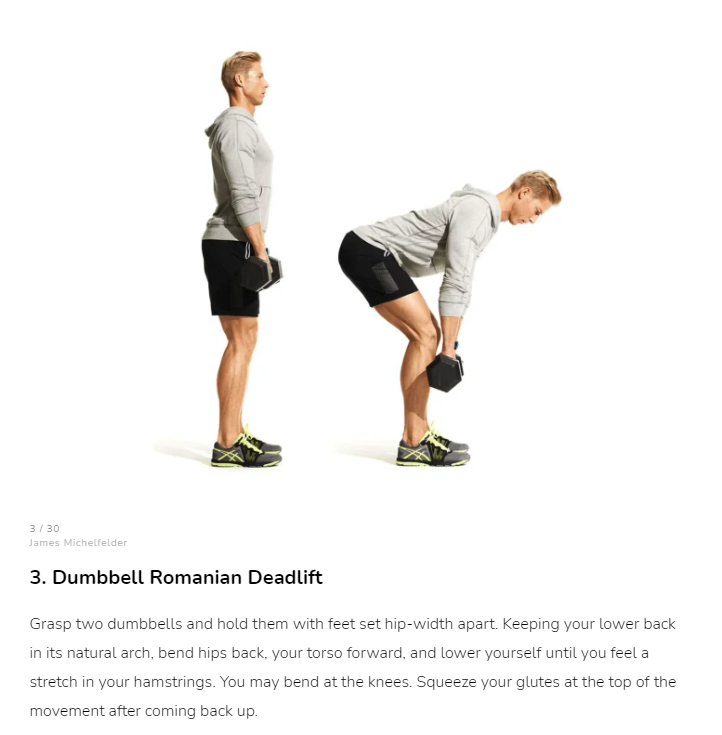 3 / 30
James Michelfelder
3. Dumbbell Romanian Deadlift
Grasp two dumbbells and hold them with feet set hip-width apart. Keeping your lower back
in its natural arch, bend hips back, your torso forward, and lower yourself until you feel a
stretch in your hamstrings. You may bend at the knees. Squeeze your glutes at the top of the
movement after coming back up.